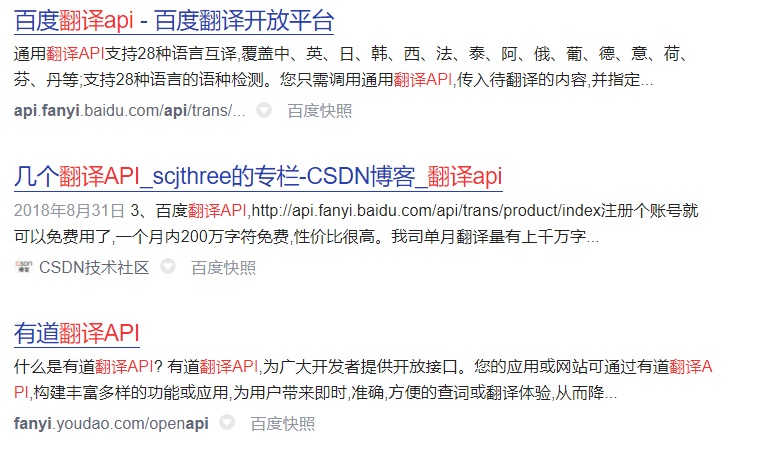 百度翻译api - 百度翻译开放平台
通用翻译API支持28种语言互译,覆盖中、英、日、韩、西、法、泰、阿、俄、葡、德、意、荷、
芬、丹等;支持28种语言的语种检测。您只需调用通用翻译API,传入待翻译的内容,并指定...
api.fanyi.baidu.com/api/trans/... 百度快照
几个翻译API_scjthree的专栏-CSDN博客_翻译api
2018年8月31日 3、百度翻译API,http://api.fanyi.baidu.com/api/trans/product/index注册个账号就
可以免费用了,一个月内200万字符免费,性价比很高。我司单月翻译量有上千万字...
CSDN博客 CSDN技术社区 百度快照
有道翻译API
什么是有道翻译API? 有道翻译API,为广大开发者提供开放接口。您的应用或网站可通过有道翻译A
PI,构建丰富多样的功能或应用,为用户带来即时,准确,方便的查词或翻译体验,从而降...
fanyi.youdao.com/openapi 百度快照